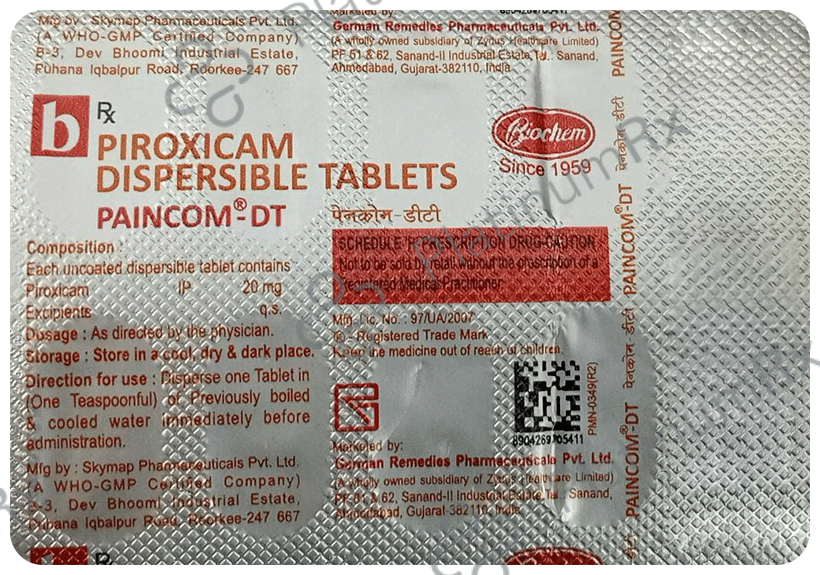 Mfg by : Skymap Pharmaceuticals Pvt. Ltd.
(A WHO-GMP Certified Company)
B-3, Dev Bhoomi Industrial Estate,
Puhana Iqbalpur Road, Roorkee-247 667
Marketed by:
German Remedies Pharmaceuticals Pvt. Ltd.
(A wholly owned subsidiary of Zydus Healthcare Limited)
PF 61 & 62, Sanand-II Industrial Estate, Tal.: Sanand,
Ahmedabad, Gujarat-382110, India
b
Rx
PIROXICAM
DISPERSIBLE TABLETS
PAINCOM®-DT
पेनकोम-डीटी
Biochem
Since 1959
Composition :
Each uncoated dispersible tablet contains
Piroxicam IP 20 mg
Excipients q.s.
Dosage : As directed by the physician.
Storage : Store in a cool, dry & dark place.
Direction for use : Disperse one Tablet in
(One Teaspoonful) of Previously boiled
& cooled water immediately before
administration.
Mfg by : Skymap Pharmaceuticals Pvt. Ltd.
(A WHO-GMP Certified Company)
B-3, Dev Bhoomi Industrial Estate,
Puhana Iqbalpur Road, Roorkee-247 667
SCHEDULE 'H' PRESCRIPTION DRUG-CAUTION
Not to be sold by retail without the prescription of a
Registered Medical Practitioner.
Mfg. Lic. No. : 97/UA/2007
® - Registered Trade Mark
Keep the medicine out of reach of children.
8904269705411
PMN-0349(R2)
Marketed by:
German Remedies Pharmaceuticals Pvt. Ltd.
(A wholly owned subsidiary of Zydus Healthcare Limited)
PF 61 & 62, Sanand-II Industrial Estate, Tal.: Sanand,
Ahmedabad, Gujarat-382110, India
डीटी PAINCOM®-DT पेनकोम-डीटी PAINCOM®-DT पेनकोम-डीटी PAINCOM
Rx
PlatinumRx